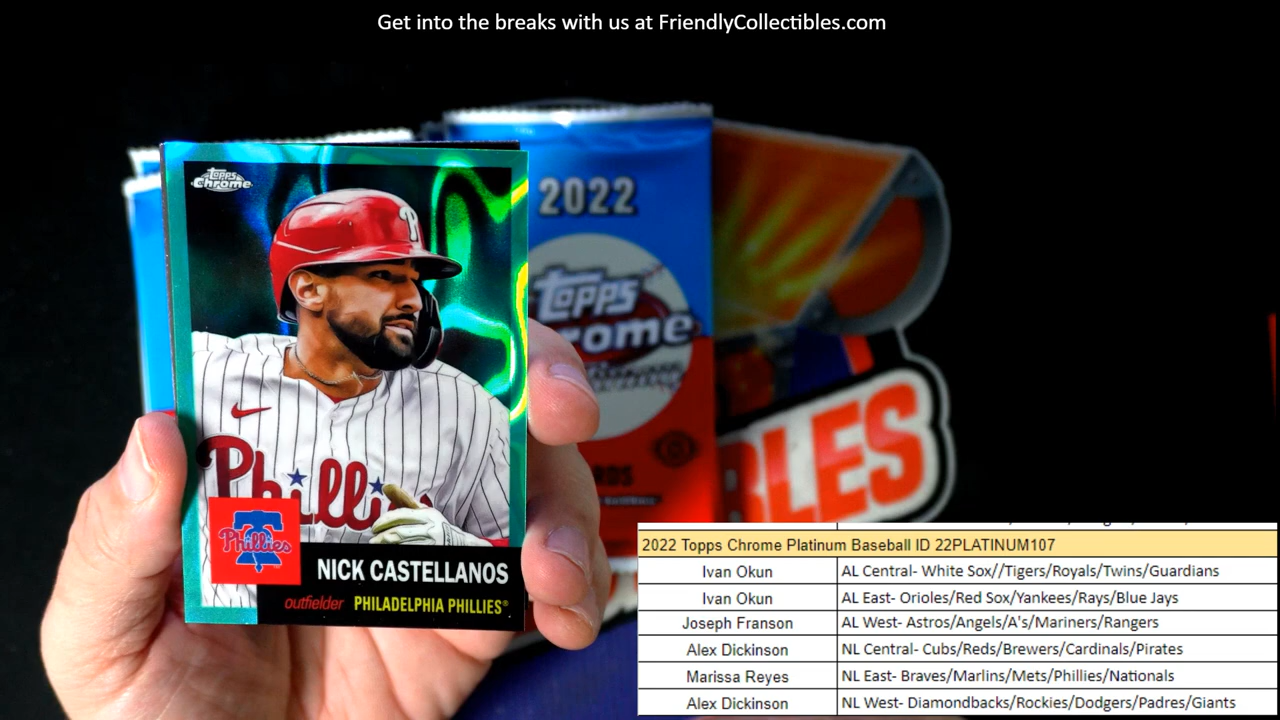 Get into the breaks with us at FriendlyCollectibles.com
2022
Topps
Chrome
Topps
rome
P
Phillies
Phillies
NICK CASTELLANOS
outfielder PHILADELPHIA PHILLIES®
BLES
RDS
2022 Topps Chrome Platinum Baseball ID 22PLATINUM107
Ivan Okun AL Central- White Sox//Tigers/Royals/Twins/Guardians
Ivan Okun AL East- Orioles/Red Sox/Yankees/Rays/Blue Jays
Joseph Franson AL West- Astros/Angels/A's/Mariners/Rangers
Alex Dickinson NL Central- Cubs/Reds/Brewers/Cardinals/Pirates
Marissa Reyes NL East- Braves/Marlins/Mets/Phillies/Nationals
Alex Dickinson NL West- Diamondbacks/Rockies/Dodgers/Padres/Giants